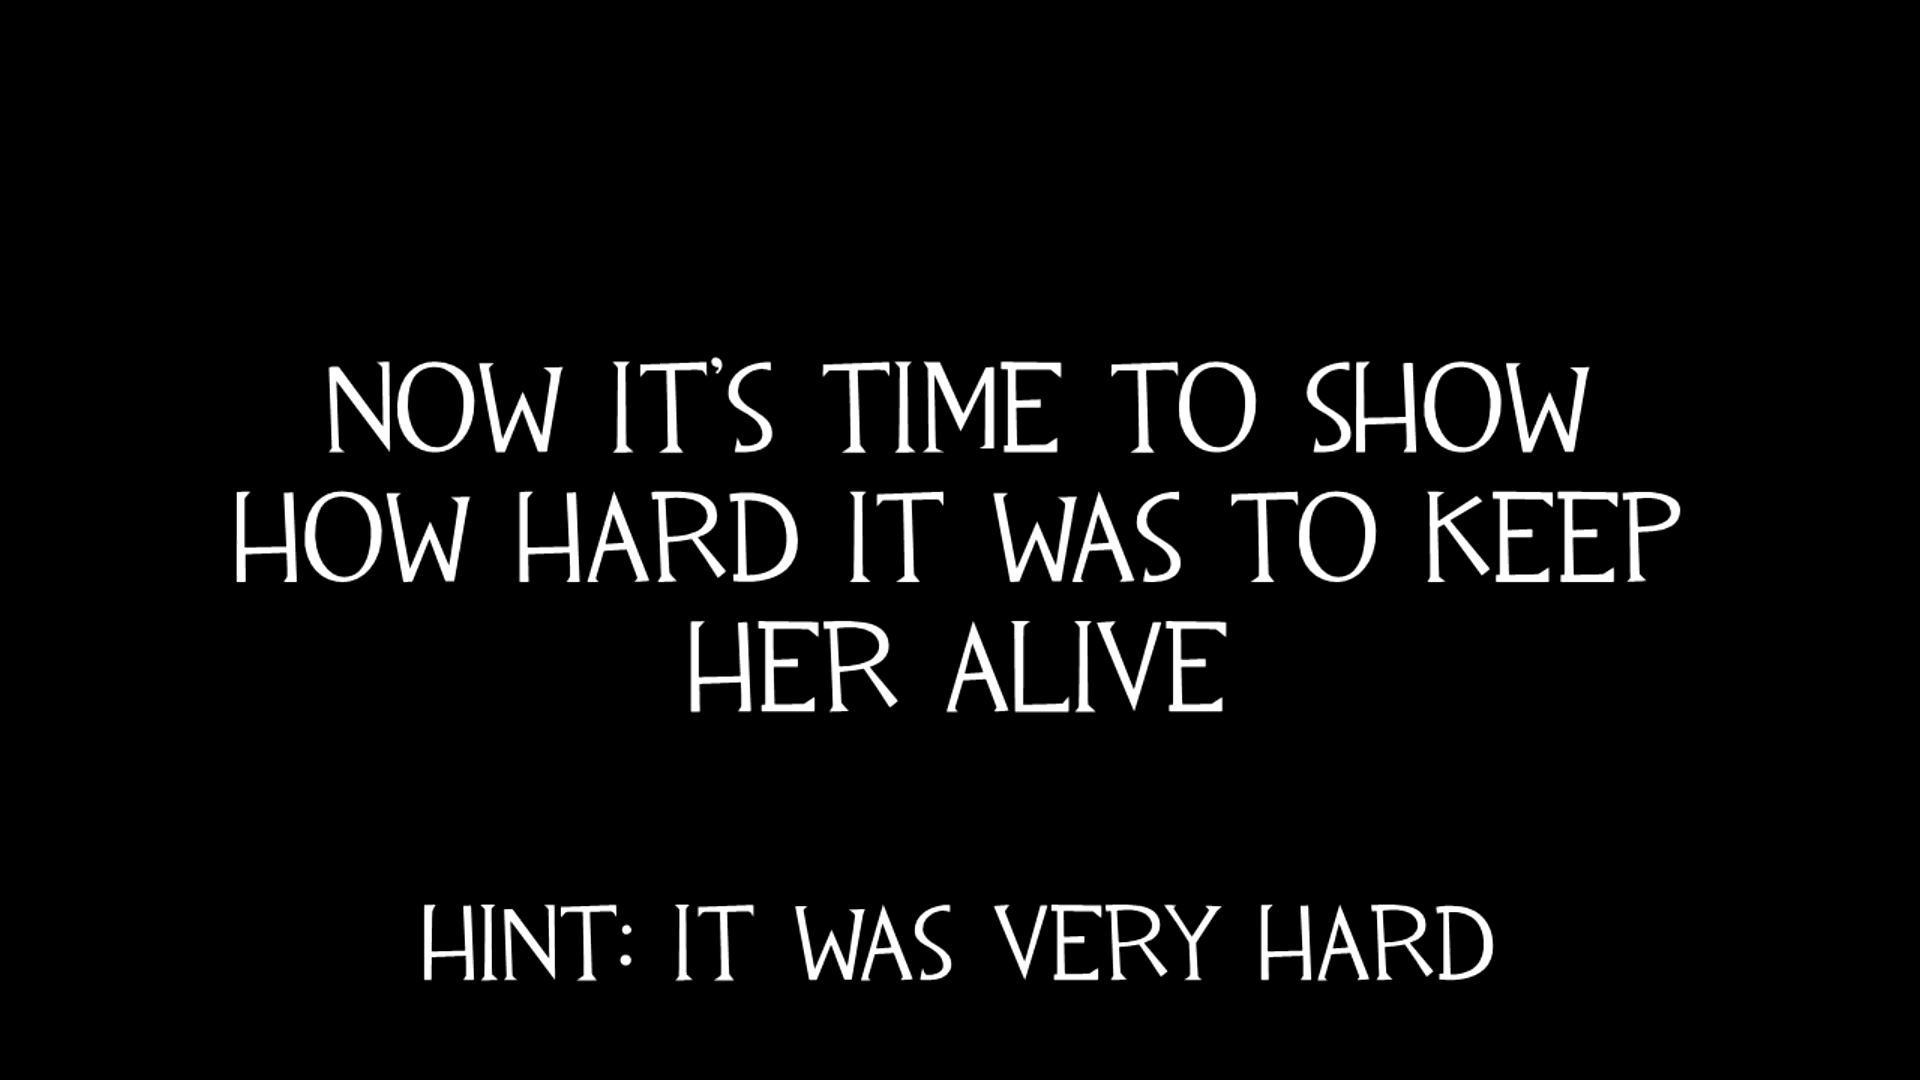 NOW IT'S TIME TO SHOW
HOW HARD IT WAS TO KEEP
HER ALIVE
HINT: IT WAS VERY HARD